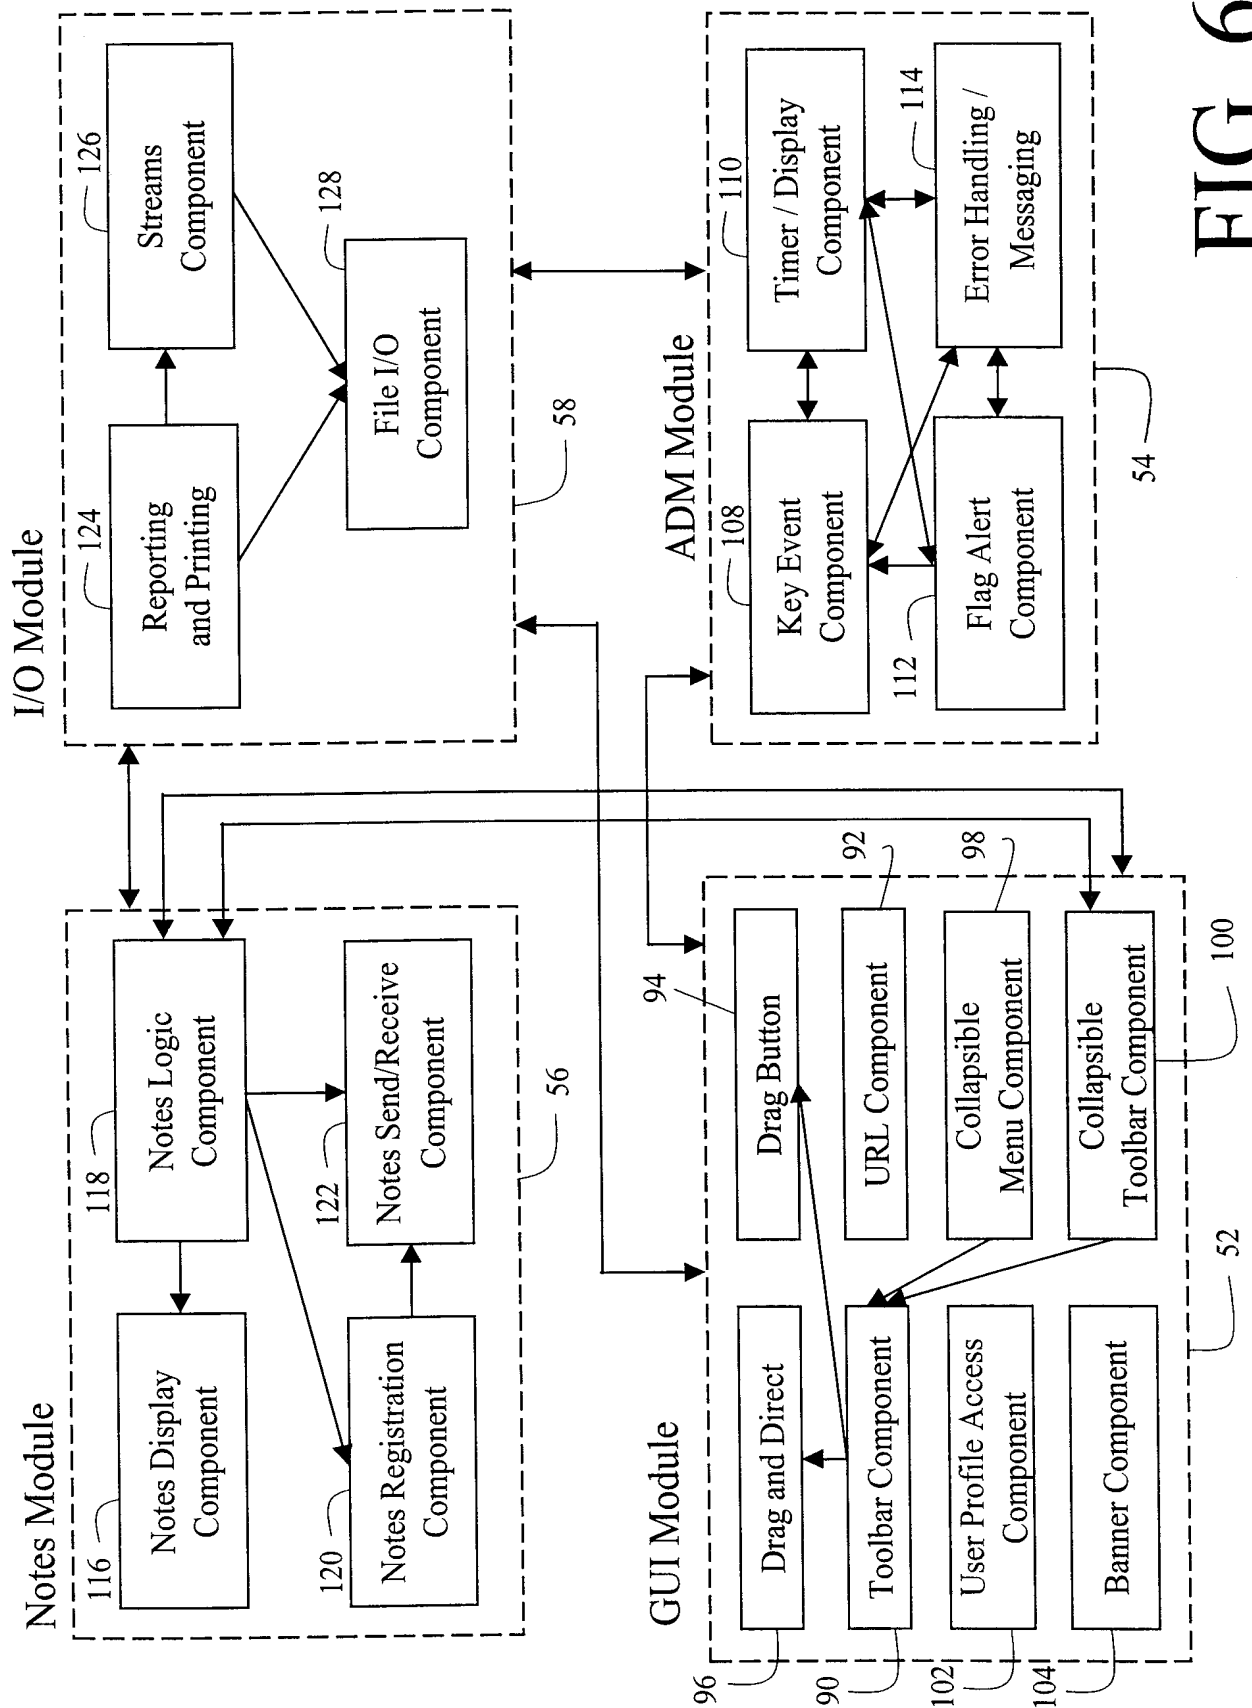 Notes Module
116
Notes Display
Component
118
Notes Logic
Component
120
Notes Registration
Component
122
Notes Send/Receive
Component
56
I/O Module
124
Reporting
and Printing
126
Streams
Component
128
File I/O
Component
58
GUI Module
96
Drag and Direct
94
Drag Button
90
Toolbar Component
92
URL Component
102
User Profile Access
Component
98
Collapsible
Menu Component
104
Banner Component
100
Collapsible
Toolbar Component
52
ADM Module
108
Key Event
Component
110
Timer / Display
Component
112
Flag Alert
Component
114
Error Handling /
Messaging
54
FIG 6